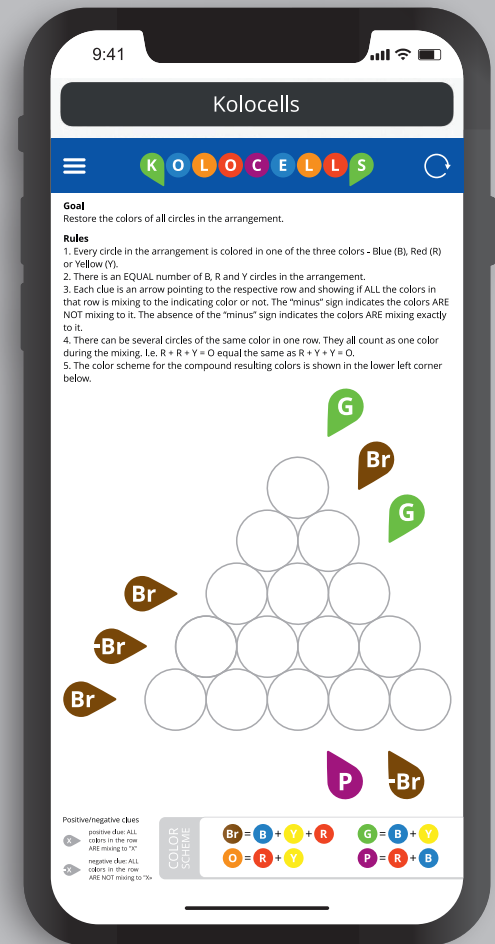 9:41
Kolocells
KOLOCELLS
Goal
Restore the colors of all circles in the arrangement.
Rules
1. Every circle in the arrangement is colored in one of the three colors - Blue (B), Red (R)
or Yellow (Y).
2. There is an EQUAL number of B, R and Y circles in the arrangement.
3. Each clue is an arrow pointing to the respective row and showing if ALL the colors in
that row is mixing to the indicating color or not. The “minus” sign indicates the colors ARE
NOT mixing to it. The absence of the “minus” sign indicates the colors ARE mixing exactly
to it.
4. There can be several circles of the same color in one row. They all count as one color
during the mixing. I.e. R + R + Y = O equal the same as R + Y + Y = O.
5. The color scheme for the compound resulting colors is shown in the lower left corner
below.
G
Br
G
Br
-Br
Br
P
-Br
Positive/negative clues
X
positive clue: ALL
colors in the row
ARE mixing to "X"
-X
negative clue: ALL
colors in the row
ARE NOT mixing to "X»
COLOR
SCHEME
Br = B + Y + R
G = B + Y
O = R + Y
P = R + B